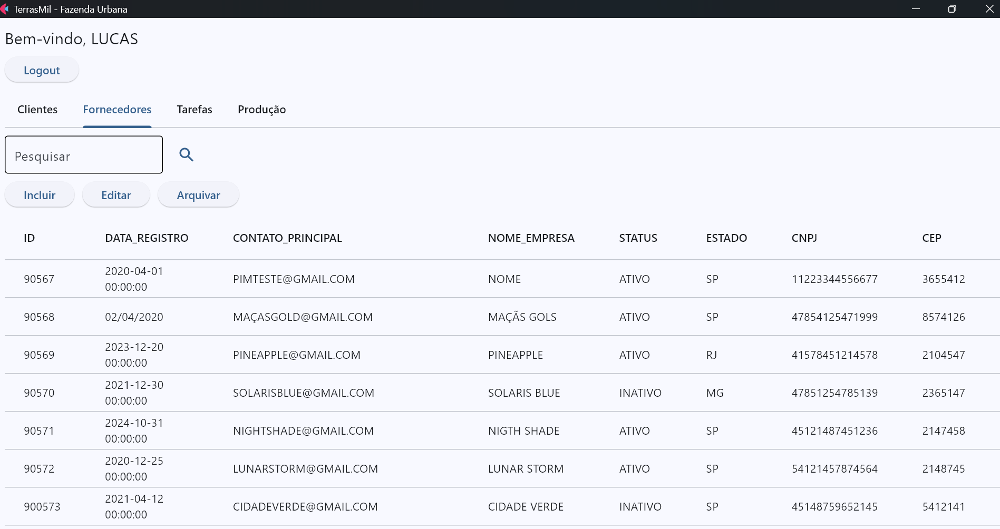 TerrasMil - Fazenda Urbana
Bem-vindo, LUCAS
Logout
Clientes Fornecedores Tarefas Produção
Pesquisar
Incluir Editar Arquivar
ID DATA_REGISTRO CONTATO_PRINCIPAL NOME_EMPRESA STATUS ESTADO CNPJ CEP
90567 2020-04-01 00:00:00 PIMTESTE@GMAIL.COM NOME ATIVO SP 11223344556677 3655412
90568 02/04/2020 MAÇASGOLD@GMAIL.COM MAÇÃS GOLS ATIVO SP 47854125471999 8574126
90569 2023-12-20 00:00:00 PINEAPPLE@GMAIL.COM PINEAPPLE ATIVO RJ 41578451214578 2104547
90570 2021-12-30 00:00:00 SOLARISBLUE@GMAIL.COM SOLARIS BLUE INATIVO MG 47851254785139 2365147
90571 2024-10-31 00:00:00 NIGHTSHADE@GMAIL.COM NIGTH SHADE ATIVO SP 45121487451236 2147458
90572 2020-12-25 00:00:00 LUNARSTORM@GMAIL.COM LUNAR STORM ATIVO SP 54121457874564 2148745
900573 2021-04-12 00:00:00 CIDADEVERDE@GMAIL.COM CIDADE VERDE INATIVO SP 45148759652145 5412141